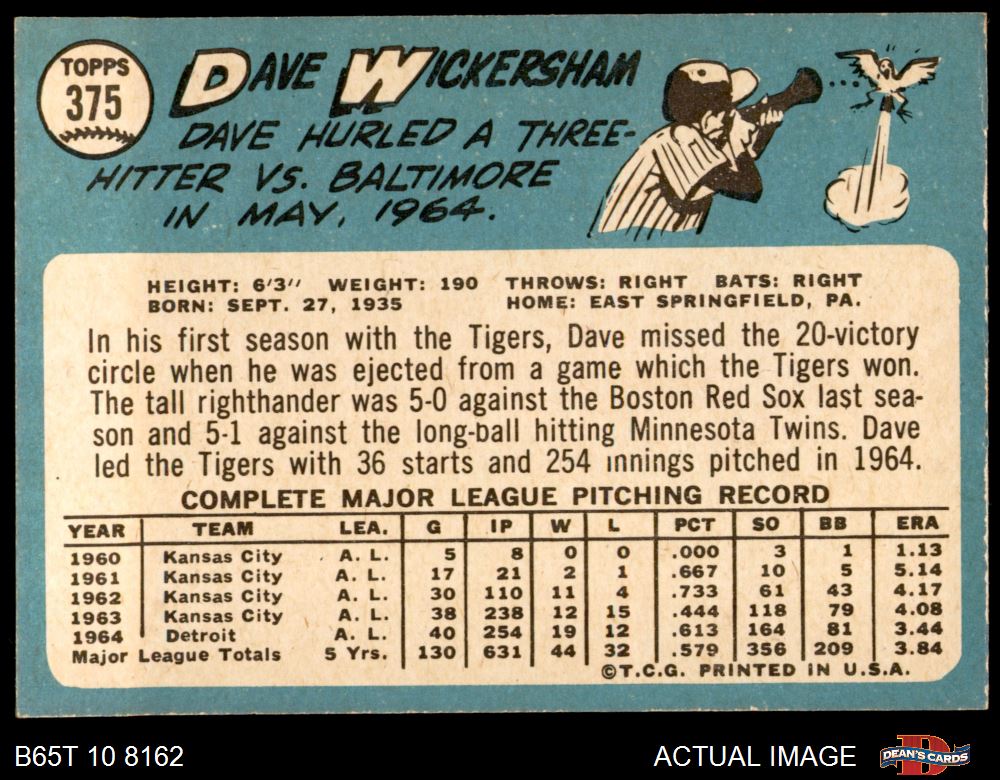 TOPPS
375
DAVE WICKERSHAM
DAVE HURLED A THREE-
HITTER VS. BALTIMORE
IN MAY, 1964.
HEIGHT: 6'3" WEIGHT: 190 THROWS: RIGHT BATS: RIGHT
BORN: SEPT. 27, 1935 HOME: EAST SPRINGFIELD, PA.
In his first season with the Tigers, Dave missed the 20-victory
circle when he was ejected from a game which the Tigers won.
The tall righthander was 5-0 against the Boston Red Sox last sea-
son and 5-1 against the long-ball hitting Minnesota Twins. Dave
led the Tigers with 36 starts and 254 innings pitched in 1964.
COMPLETE MAJOR LEAGUE PITCHING RECORD
YEAR TEAM LEA. G IP W L PCT SO BB ERA
1960 Kansas City A. L. 5 8 0 0 .000 3 1 1.13
1961 Kansas City A. L. 17 21 2 1 .667 10 5 5.14
1962 Kansas City A. L. 30 110 11 4 .733 61 43 4.17
1963 Kansas City A. L. 38 238 12 15 .444 118 79 4.08
1964 Detroit A. L. 40 254 19 12 .613 164 81 3.44
Major League Totals 5 Yrs. 130 631 44 32 .579 356 209 3.84
©T.C.G. PRINTED IN U.S.A.
B65T 10 8162
ACTUAL IMAGE
DEAN'S CARDS